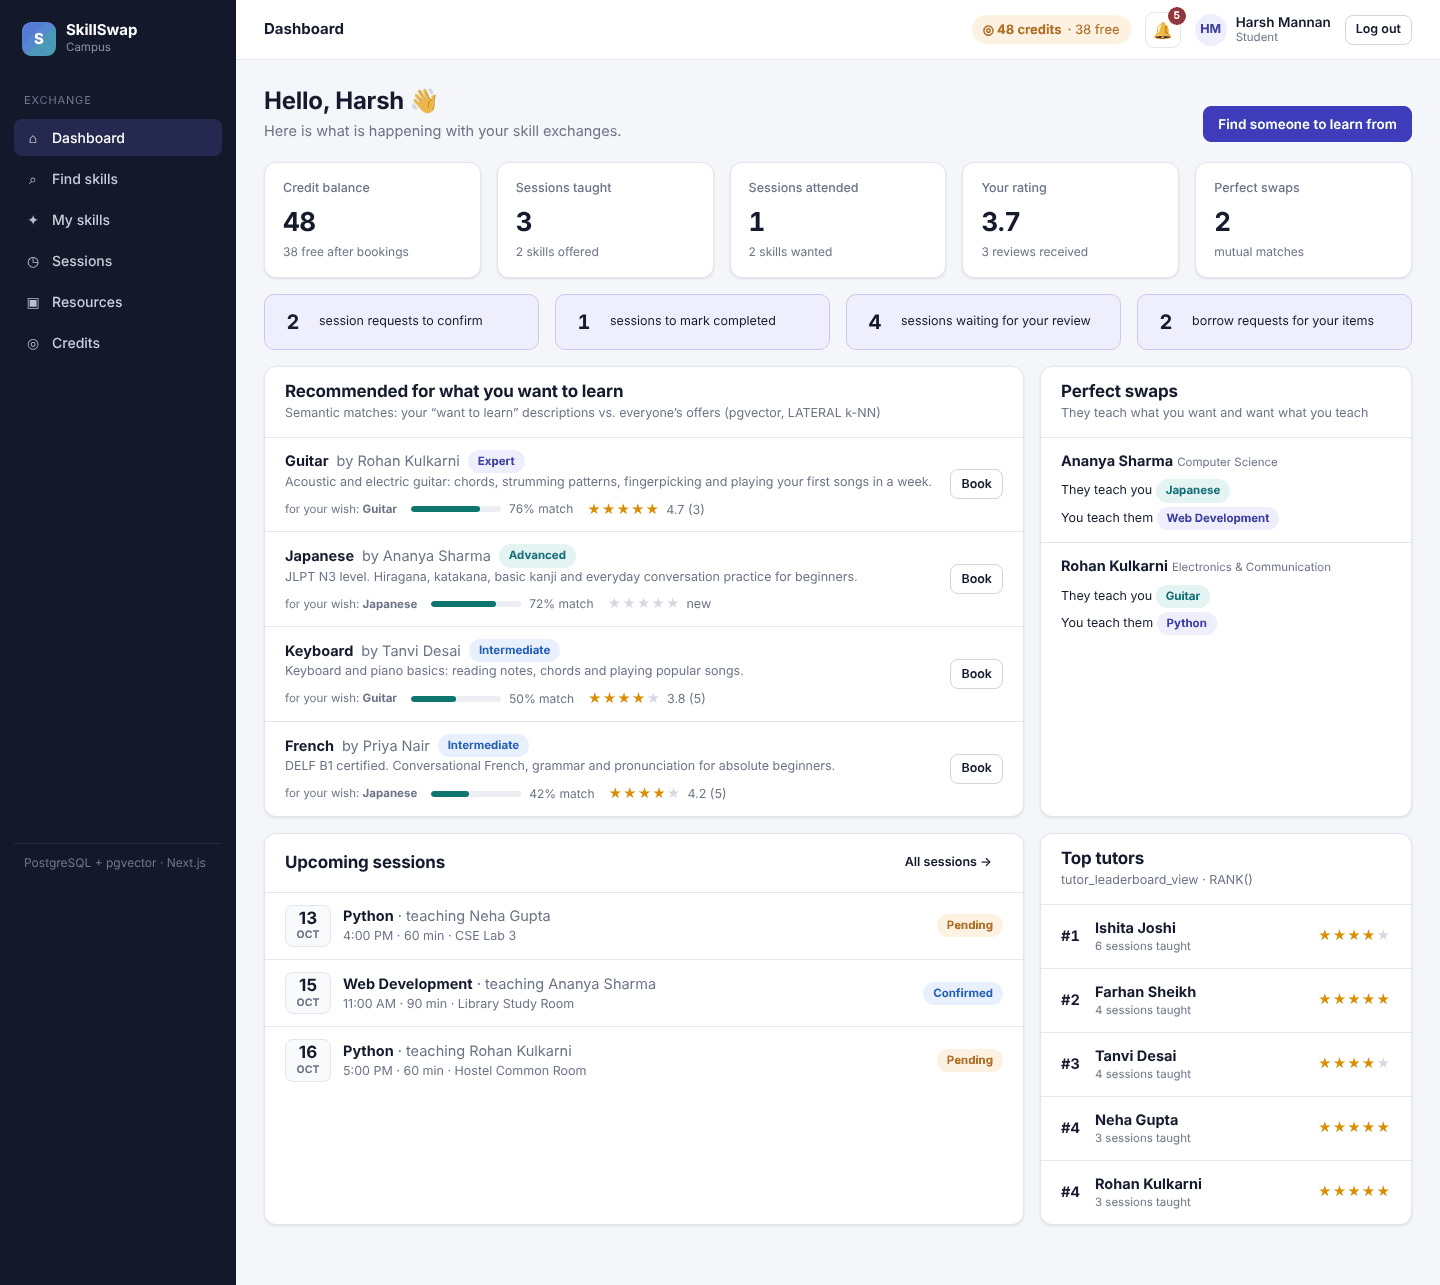 S
SkillSwap
Campus
EXCHANGE
Dashboard
Find skills
My skills
Sessions
Resources
Credits
PostgreSQL + pgvector · Next.js
Dashboard
◎ 48 credits · 38 free
5
HM
Harsh Mannan
Student
Log out
Hello, Harsh 👋
Here is what is happening with your skill exchanges.
Find someone to learn from
Credit balance
48
38 free after bookings
Sessions taught
3
2 skills offered
Sessions attended
1
2 skills wanted
Your rating
3.7
3 reviews received
Perfect swaps
2
mutual matches
2 session requests to confirm
1 sessions to mark completed
4 sessions waiting for your review
2 borrow requests for your items
Recommended for what you want to learn
Semantic matches: your “want to learn” descriptions vs. everyone’s offers (pgvector, LATERAL k-NN)
Guitar by Rohan Kulkarni Expert
Acoustic and electric guitar: chords, strumming patterns, fingerpicking and playing your first songs in a week.
for your wish: Guitar 76% match ★★★★★ 4.7 (3)
Book
Japanese by Ananya Sharma Advanced
JLPT N3 level. Hiragana, katakana, basic kanji and everyday conversation practice for beginners.
for your wish: Japanese 72% match ★★★★★ new
Book
Keyboard by Tanvi Desai Intermediate
Keyboard and piano basics: reading notes, chords and playing popular songs.
for your wish: Guitar 50% match ★★★★★ 3.8 (5)
Book
French by Priya Nair Intermediate
DELF B1 certified. Conversational French, grammar and pronunciation for absolute beginners.
for your wish: Japanese 42% match ★★★★★ 4.2 (5)
Book
Perfect swaps
They teach what you want and want what you teach
Ananya Sharma Computer Science
They teach you Japanese
You teach them Web Development
Rohan Kulkarni Electronics & Communication
They teach you Guitar
You teach them Python
Upcoming sessions
All sessions →
13
OCT
Python · teaching Neha Gupta
4:00 PM · 60 min · CSE Lab 3
Pending
15
OCT
Web Development · teaching Ananya Sharma
11:00 AM · 90 min · Library Study Room
Confirmed
16
OCT
Python · teaching Rohan Kulkarni
5:00 PM · 60 min · Hostel Common Room
Pending
Top tutors
tutor_leaderboard_view · RANK()
#1 Ishita Joshi ★★★★★
6 sessions taught
#2 Farhan Sheikh ★★★★★
4 sessions taught
#3 Tanvi Desai ★★★★★
4 sessions taught
#4 Neha Gupta ★★★★★
3 sessions taught
#4 Rohan Kulkarni ★★★★★
3 sessions taught